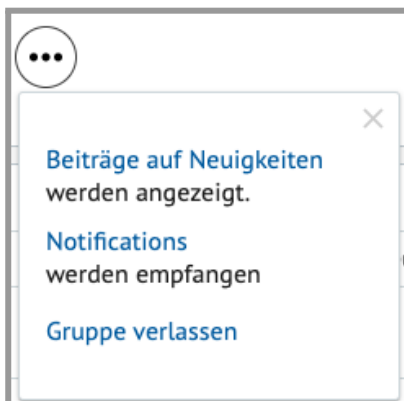 Beiträge auf Neuigkeiten
werden angezeigt.
Notifications
werden empfangen
Gruppe verlassen